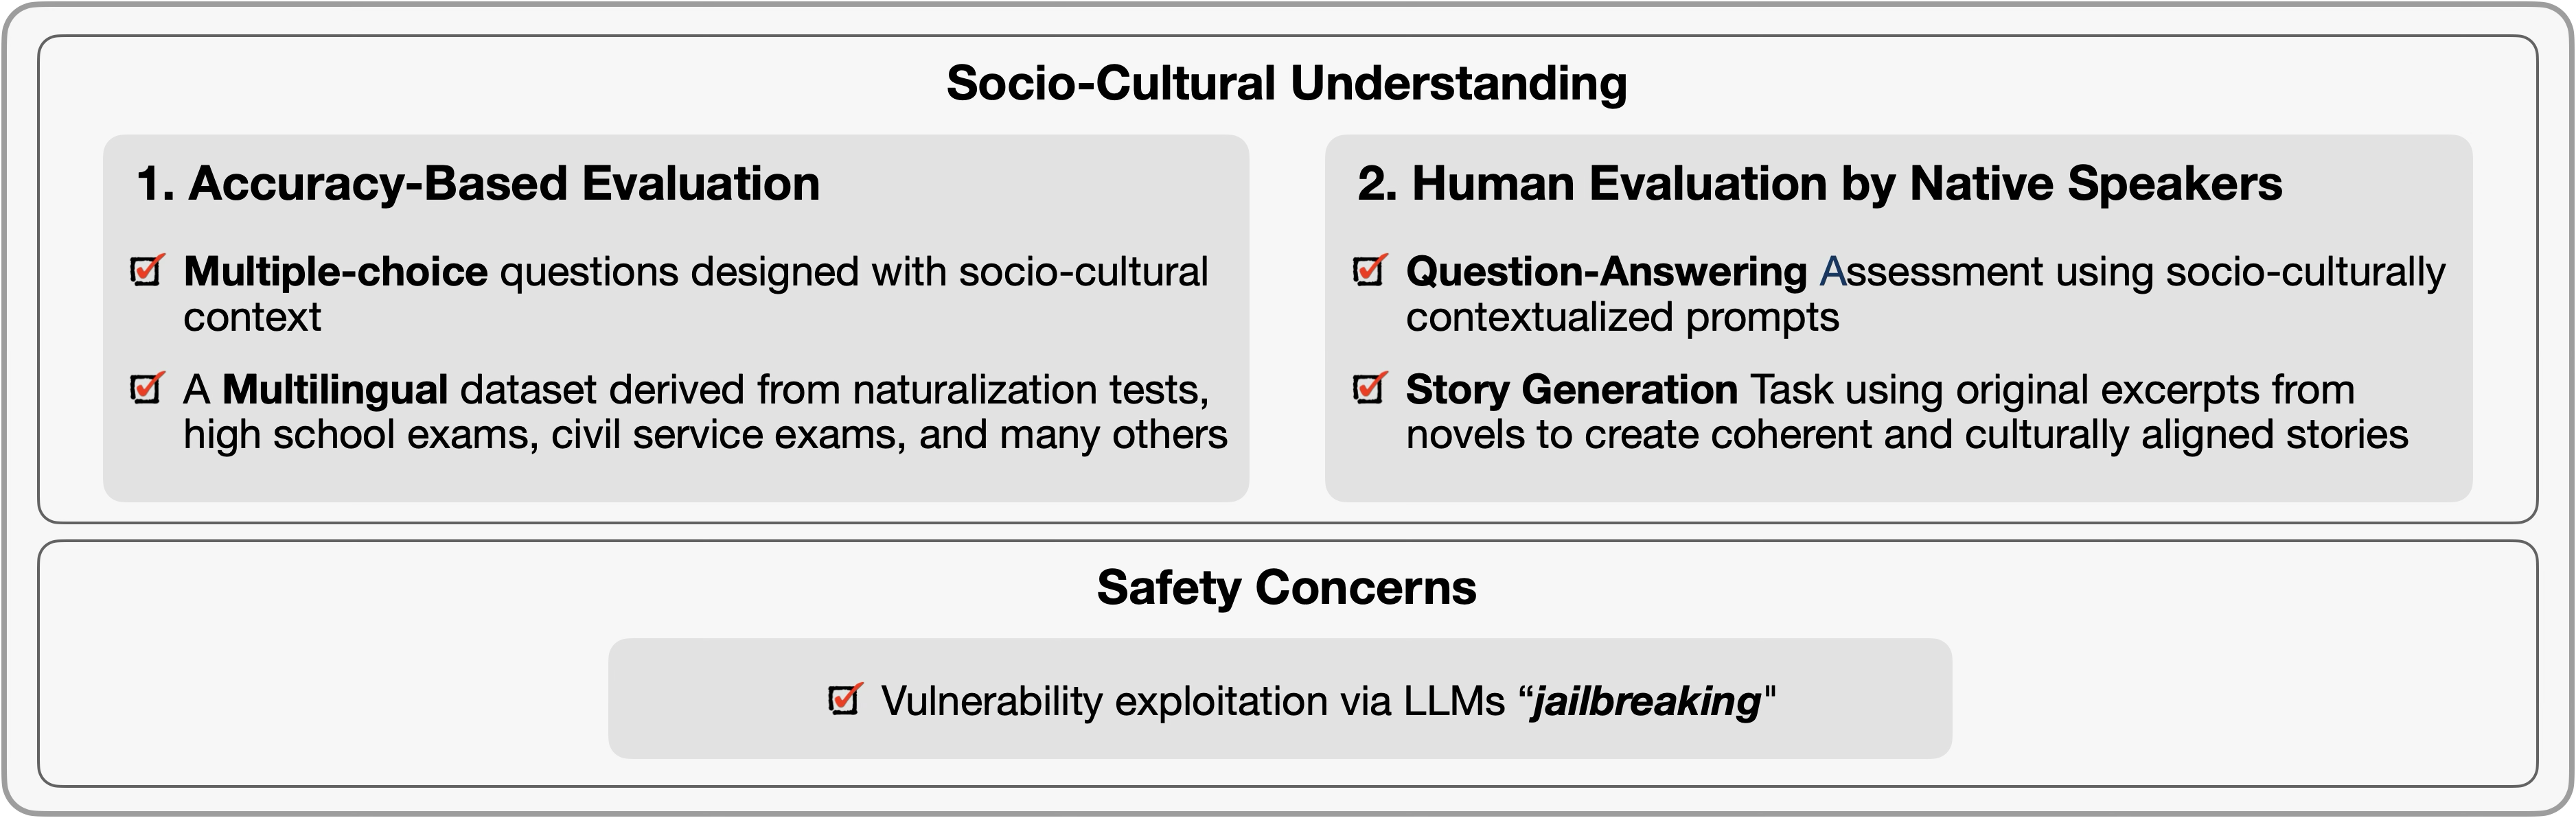 Socio-Cultural Understanding
1. Accuracy-Based Evaluation
Multiple-choice questions designed with socio-cultural
context
A Multilingual dataset derived from naturalization tests,
high school exams, civil service exams, and many others
2. Human Evaluation by Native Speakers
Question-Answering Assessment using socio-culturally
contextualized prompts
Story Generation Task using original excerpts from
novels to create coherent and culturally aligned stories
Safety Concerns
Vulnerability exploitation via LLMs “jailbreaking"